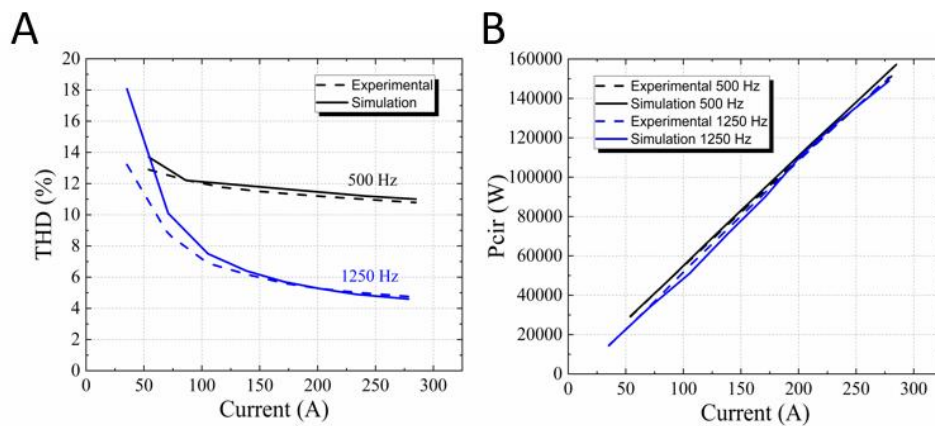 A
THD (%)
20
18
16
14
12
10
8
6
4
2
0
Experimental
Simulation
500 Hz
1250 Hz
0 50 100 150 200 250 300
Current (A)
B
Pcir (W)
160000
140000
120000
100000
80000
60000
40000
20000
0
Experimental 500 Hz
Simulation 500 Hz
Experimental 1250 Hz
Simulation 1250 Hz
0 50 100 150 200 250 300
Current (A)